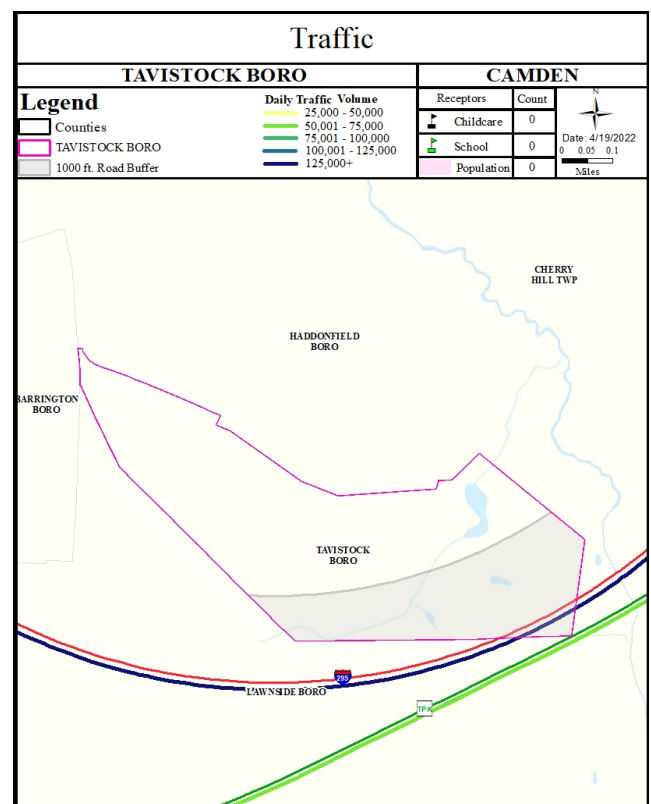 Traffic
TAVISTOCK BORO
CAMDEN
Legend
Counties
TAVISTOCK BORO
1000 ft. Road Buffer
Daily Traffic Volume
25,000 - 50,000
50,001 - 75,000
75,001 - 100,000
100,001 - 125,000
125,000+
Receptors Count
Childcare 0
School 0
Population 0
N
Date: 4/19/2022
0 0.05 0.1
Miles
CHERRY
HILL TWP
HADDONFIELD
BORO
BARRINGTON
BORO
TAVISTOCK
BORO
295
LAWNSIDE BORO
TPK